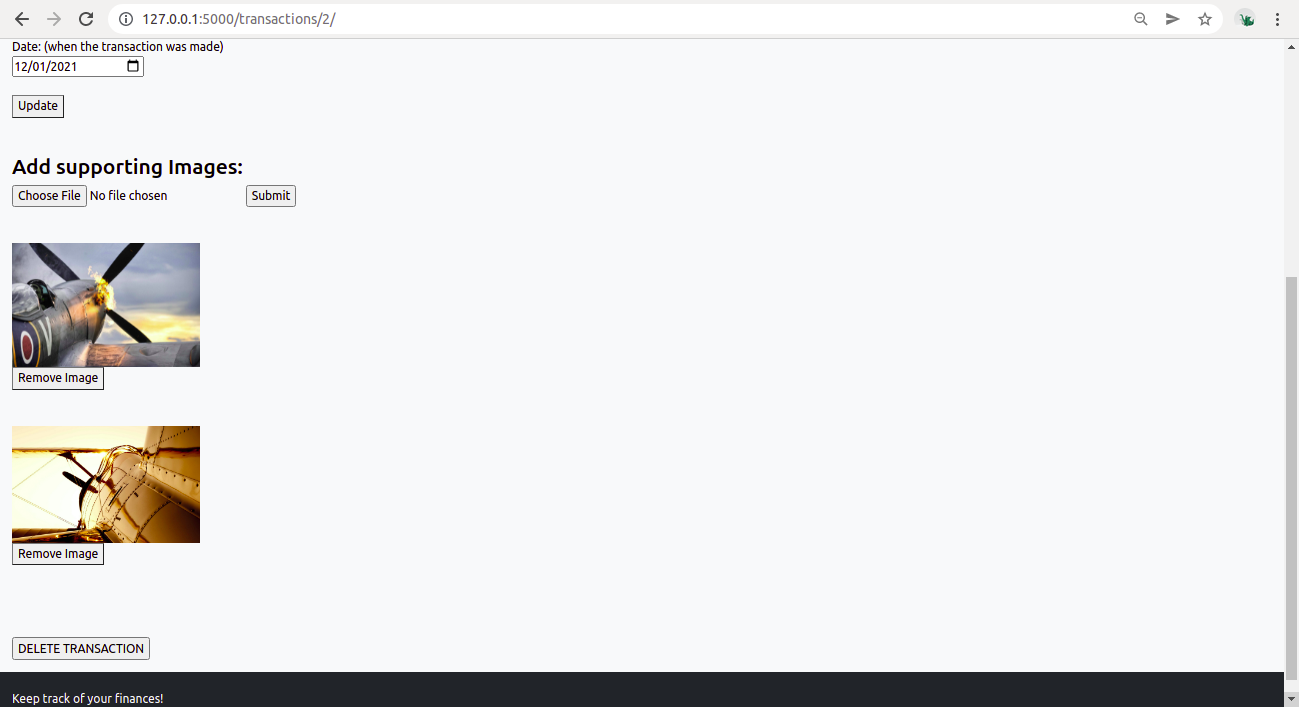 127.0.0.1:5000/transactions/2/
Date: (when the transaction was made)
12/01/2021
Update
Add supporting Images:
Choose File No file chosen Submit
Remove Image
Remove Image
DELETE TRANSACTION
Keep track of your finances!